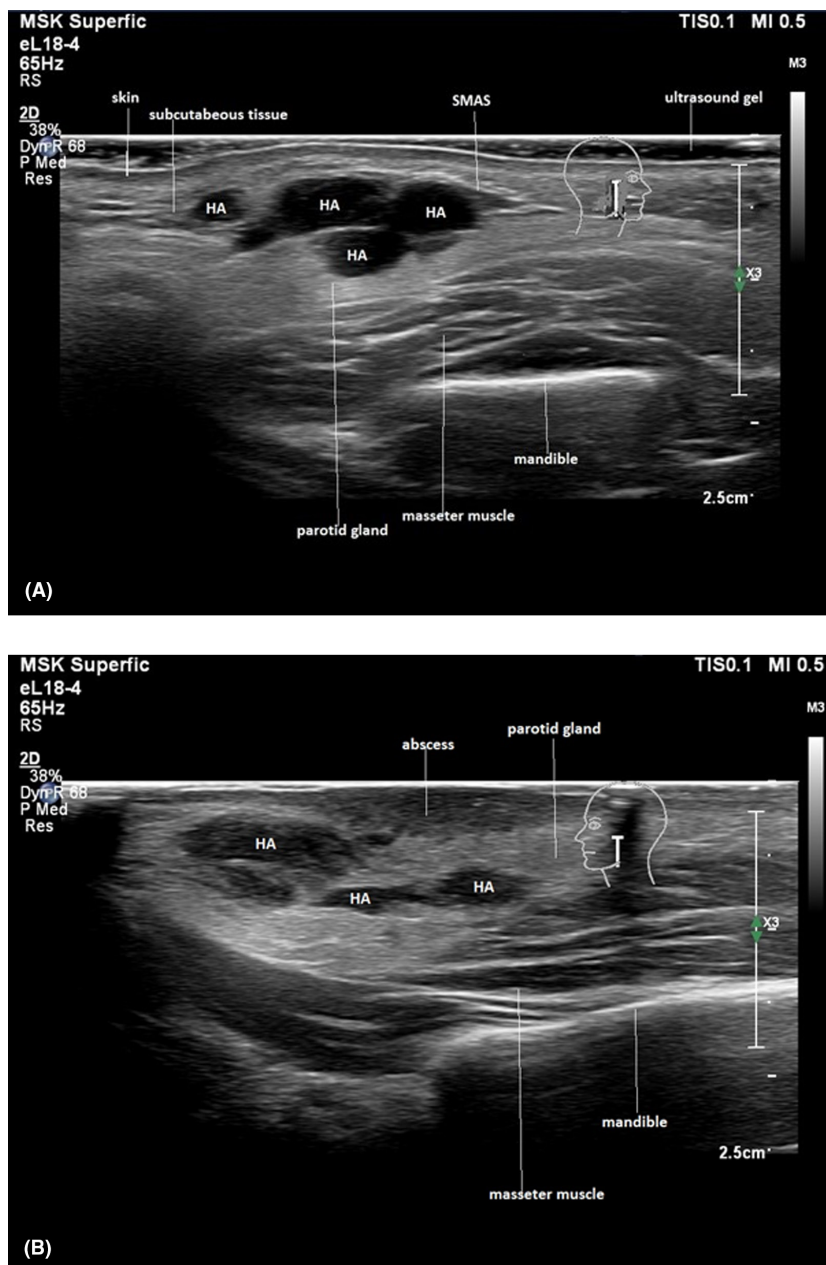 MSK Superfic
TIS0.1 MI 0.5
eL18-4
65Hz
RS
M3
2D
38%
Dyn R 68
P Med
Res
skin
subcutabeous tissue
SMAS
ultrasound gel
HA
HA
HA
HA
X3
mandible
2.5cm
masseter muscle
parotid gland
(A)
MSK Superfic
TIS0.1 MI 0.5
eL18-4
65Hz
RS
M3
2D
38%
Dyn R 68
P Med
Res
abscess
parotid gland
HA
HA
HA
X3
mandible
2.5cm
masseter muscle
(B)